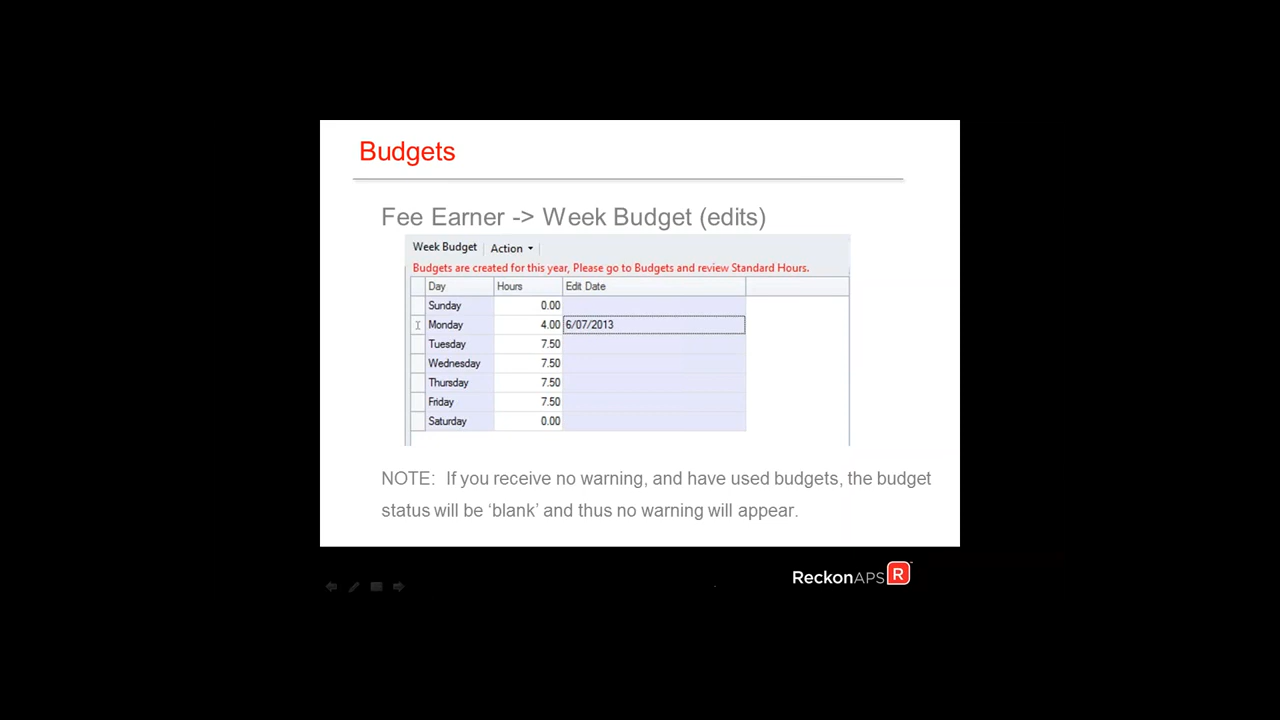 Budgets
Fee Earner -> Week Budget (edits)
Week Budget Action
Budgets are created for this year, Please go to Budgets and review Standard Hours.
Day Hours Edit Date
Sunday 0.00
Monday 4.00 6/07/2013
Tuesday 7.50
Wednesday 7.50
Thursday 7.50
Friday 7.50
Saturday 0.00
NOTE: If you receive no warning, and have used budgets, the budget
status will be ‘blank’ and thus no warning will appear.
ReckonAPS R